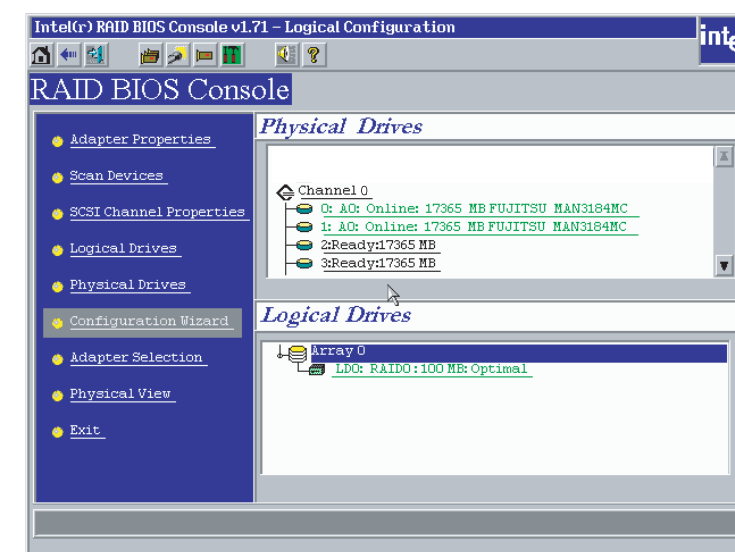 Intel(r) RAID BIOS Console v1.71 – Logical Configuration
RAID BIOS Console
Adapter Properties
Scan Devices
SCSI Channel Properties
Logical Drives
Physical Drives
Configuration Wizard
Adapter Selection
Physical View
Exit
Physical Drives
Channel 0
0: A0: Online: 17365 MB FUJITSU MAN3184MC
1: A0: Online: 17365 MB FUJITSU MAN3184MC
2:Ready:17365 MB
3:Ready:17365 MB
Logical Drives
Array 0
LD0: RAID0 : 100 MB: Optimal